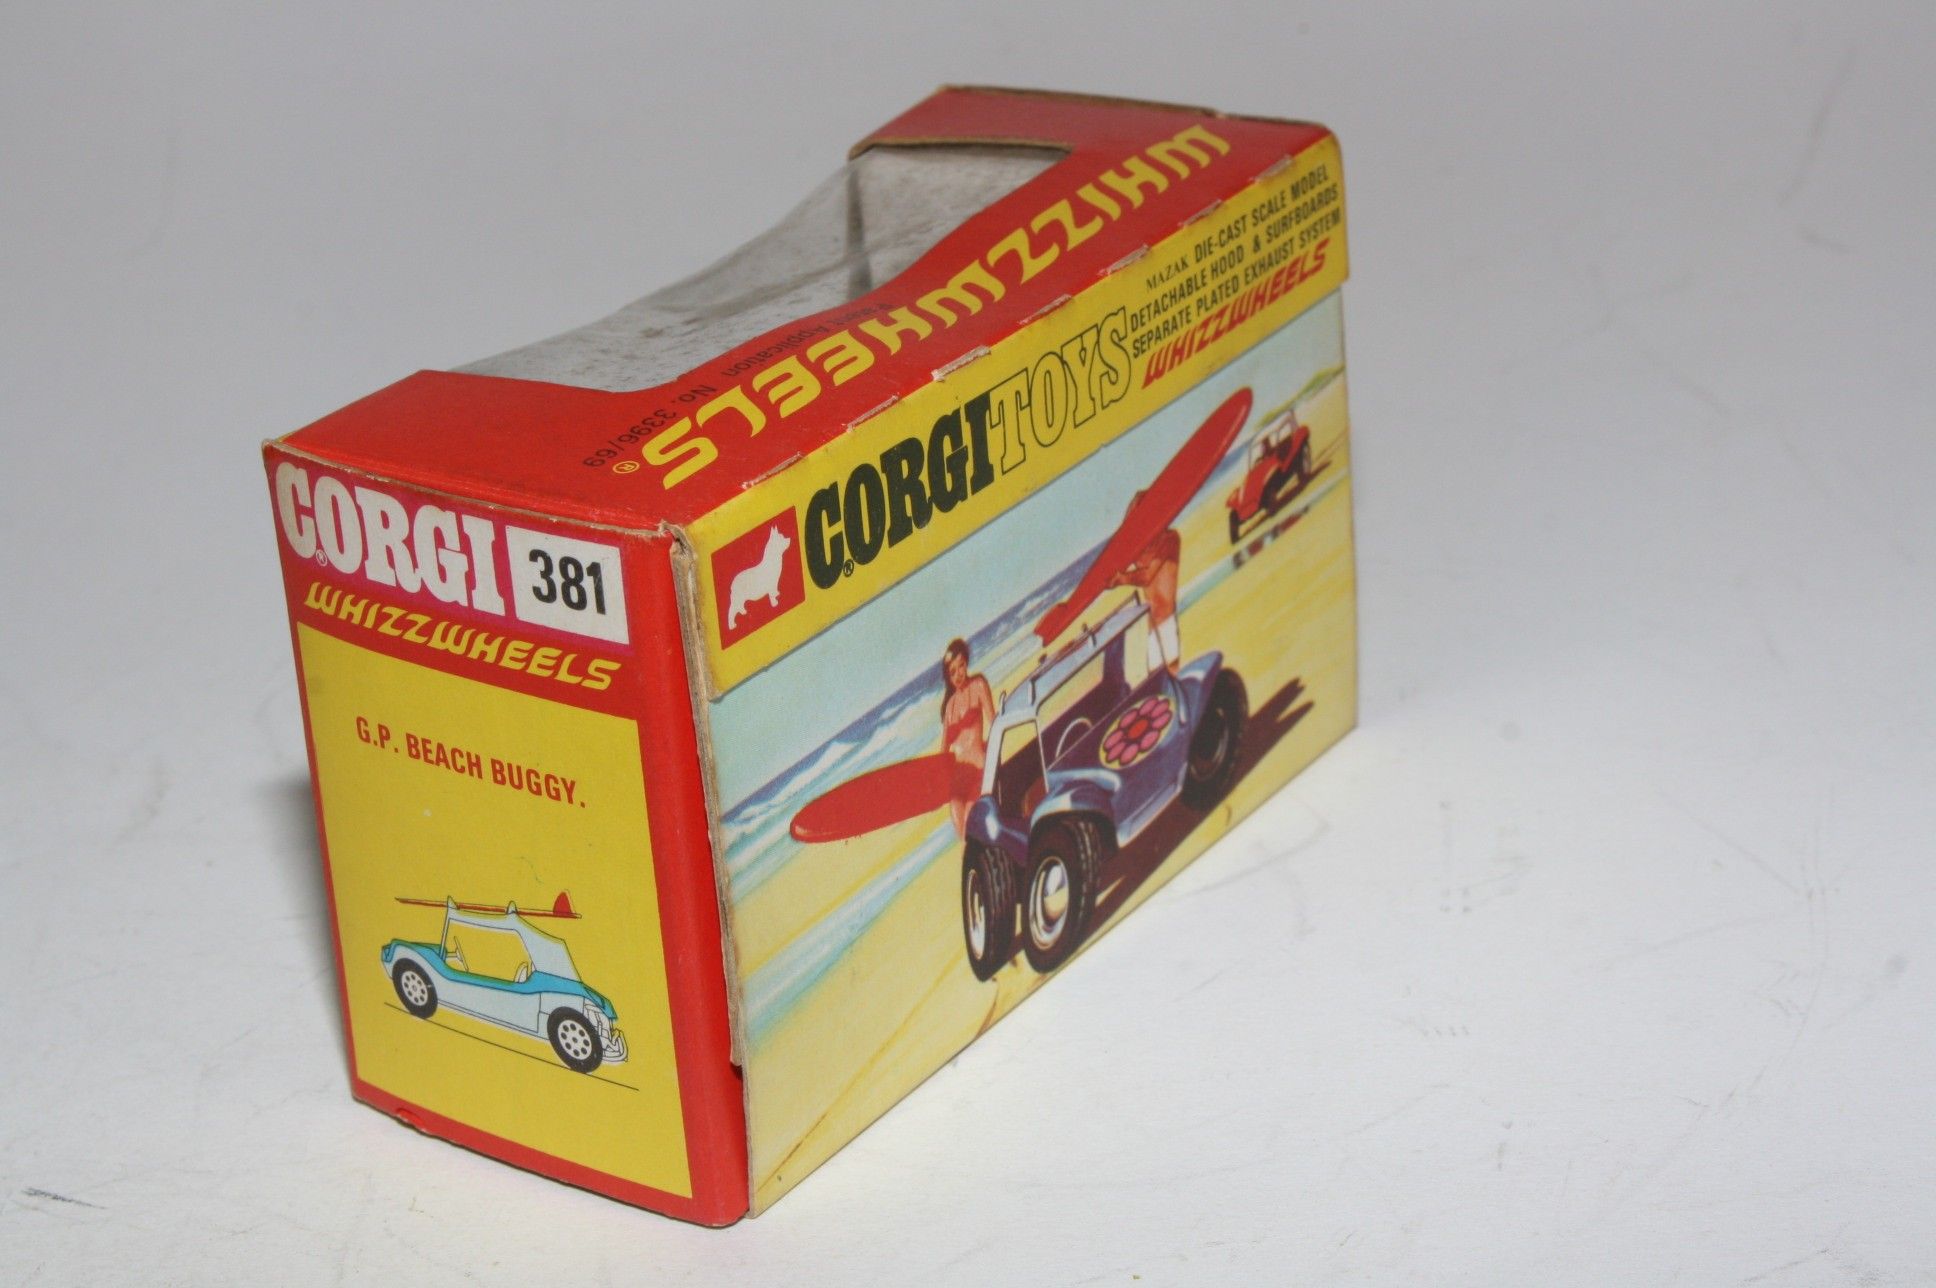 WHIZZWHEELS®
Patent Application No. 3396/69
CORGI® TOYS
MAZAK DIE-CAST SCALE MODEL
DETACHABLE HOOD & SURFBOARDS
SEPARATE PLATED EXHAUST SYSTEM
WHIZZWHEELS
CORGI® 381
WHIZZWHEELS
G.P. BEACH BUGGY.